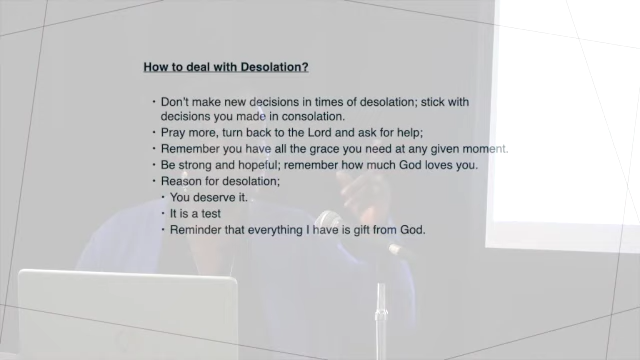 How to deal with Desolation?
• Don't make new decisions in times of desolation; stick with
decisions you made in consolation.
• Pray more, turn back to the Lord and ask for help;
• Remember you have all the grace you need at any given moment.
• Be strong and hopeful; remember how much God loves you.
• Reason for desolation;
• You deserve it.
• It is a test
• Reminder that everything I have is gift from God.